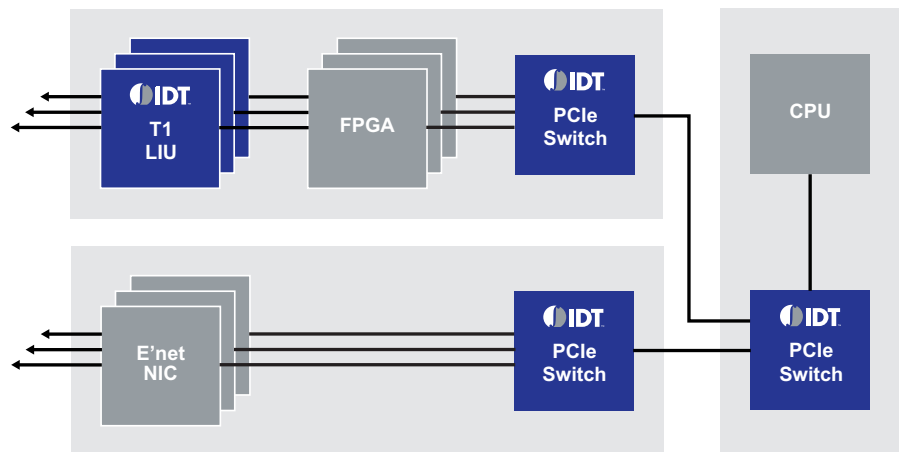 IDT
T1
LIU
FPGA
IDT
PCIe
Switch
CPU
E'net
NIC
IDT
PCIe
Switch
IDT
PCIe
Switch